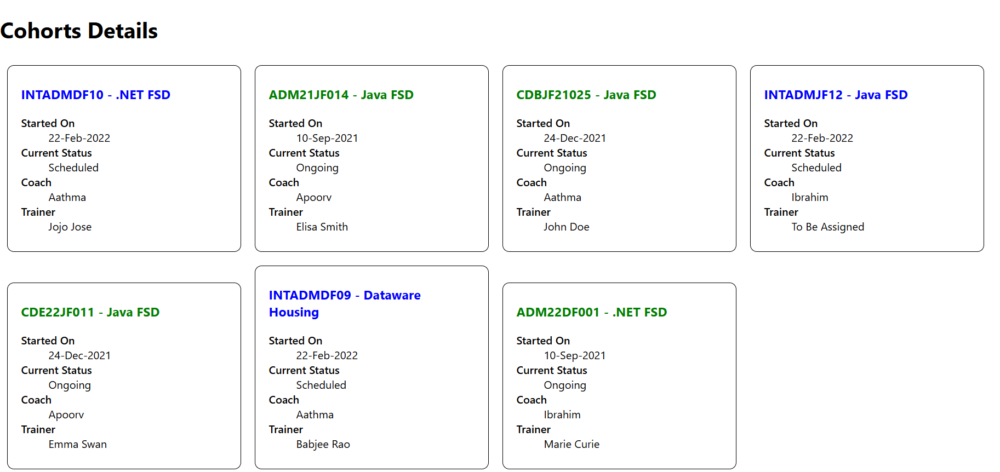 Cohorts Details
INTADMDF10 - .NET FSD
Started On
22-Feb-2022
Current Status
Scheduled
Coach
Aathma
Trainer
Jojo Jose
ADM21JF014 - Java FSD
Started On
10-Sep-2021
Current Status
Ongoing
Coach
Apoorv
Trainer
Elisa Smith
CDBJF21025 - Java FSD
Started On
24-Dec-2021
Current Status
Ongoing
Coach
Aathma
Trainer
John Doe
INTADMJF12 - Java FSD
Started On
22-Feb-2022
Current Status
Scheduled
Coach
Ibrahim
Trainer
To Be Assigned
CDE22JF011 - Java FSD
Started On
24-Dec-2021
Current Status
Ongoing
Coach
Apoorv
Trainer
Emma Swan
INTADMDF09 - Dataware
Housing
Started On
22-Feb-2022
Current Status
Scheduled
Coach
Aathma
Trainer
Babjee Rao
ADM22DF001 - .NET FSD
Started On
10-Sep-2021
Current Status
Ongoing
Coach
Ibrahim
Trainer
Marie Curie